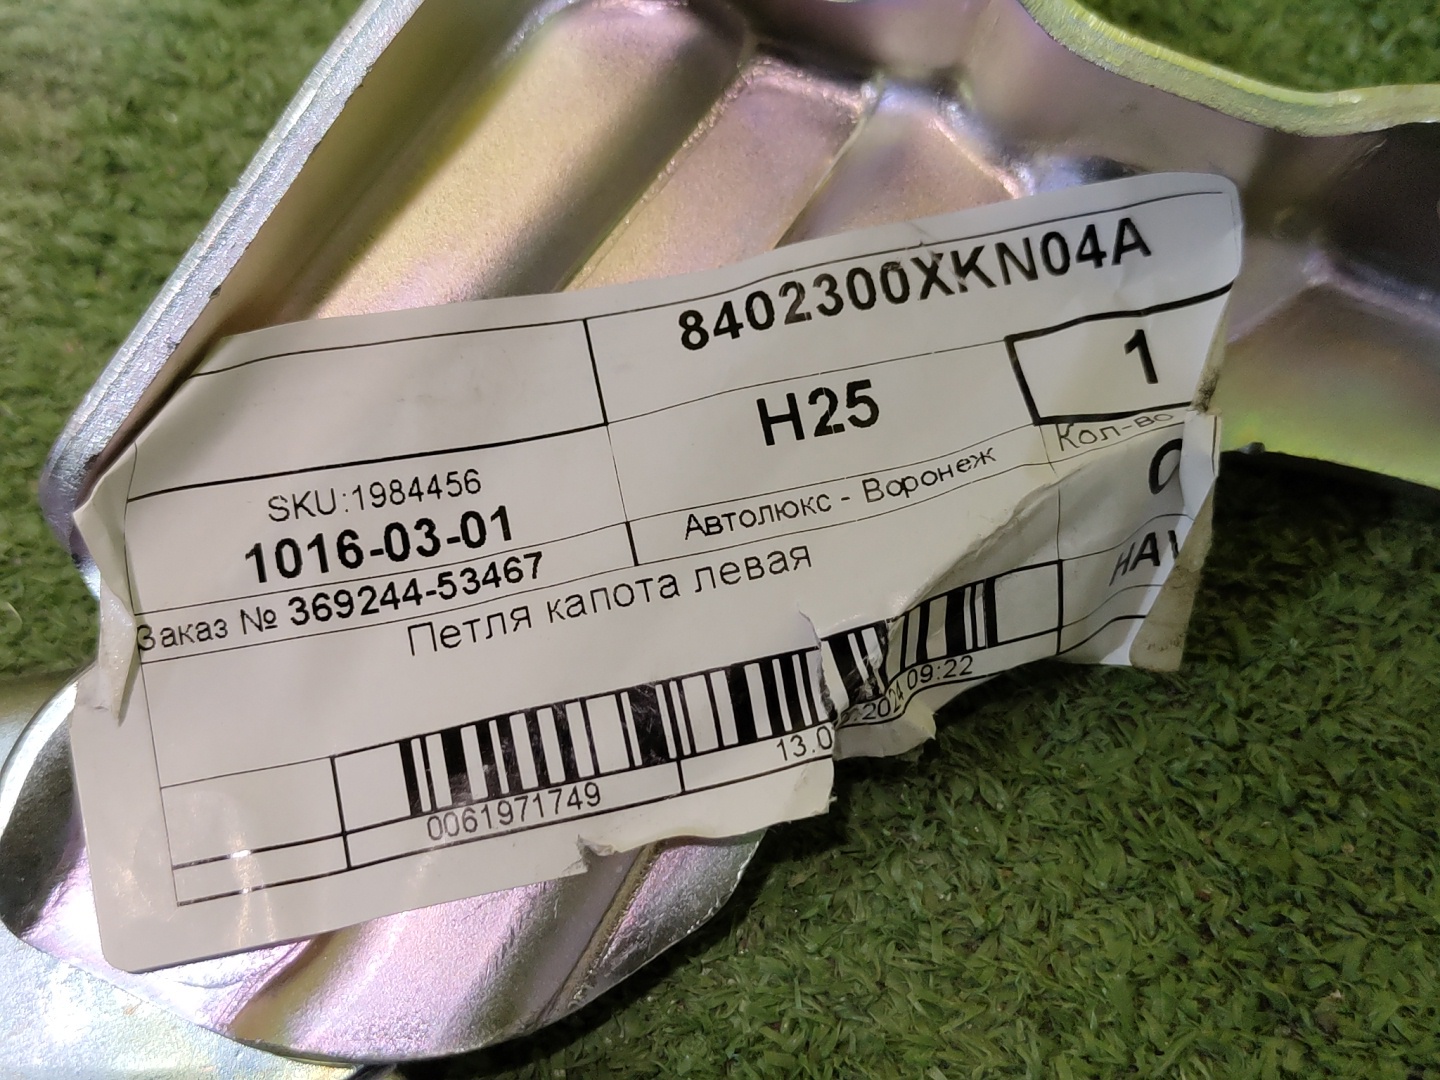 8402300XKN04A
H25
1
Кол-во
SKU:1984456
1016-03-01
Автолюкс - Воронеж
Заказ № 369244-53467
Петля капота левая
0061971749
13.0
2024 09:22